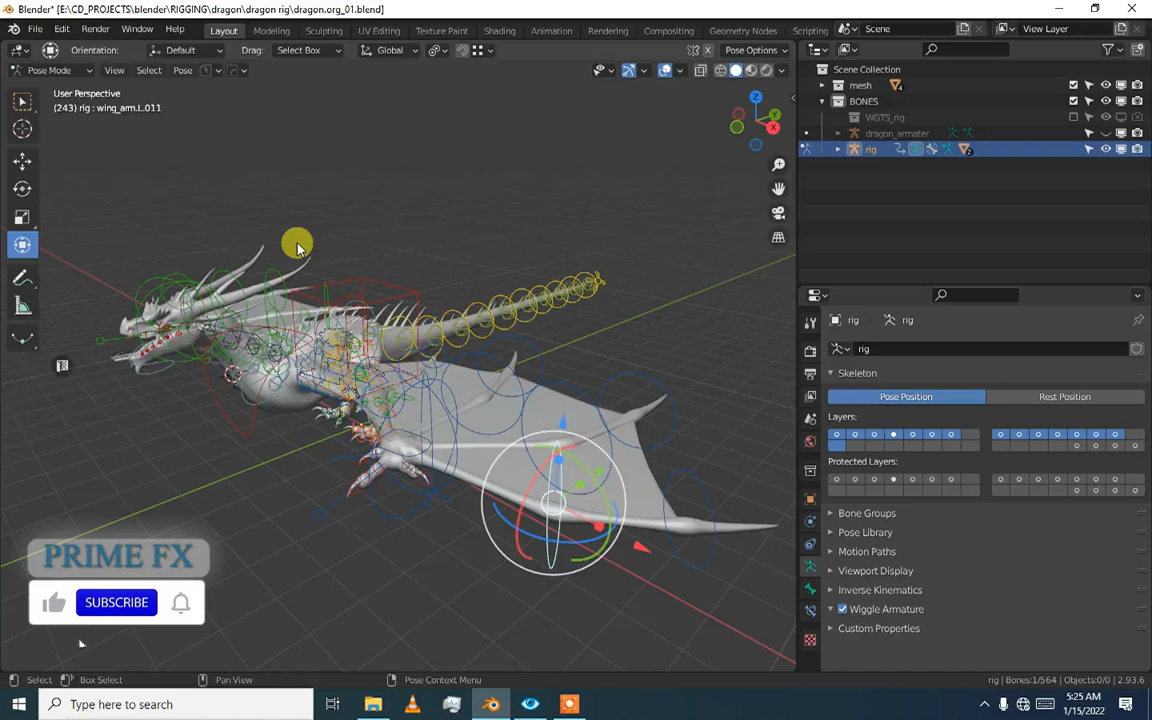 Blender* [E:\CD_PROJECTS\blender\RIGGING\dragon\dragon rig\dragon.org_01.blend]
File Edit Render Window Help Layout Modeling Sculpting UV Editing Texture Paint Shading Animation Rendering Compositing Geometry Nodes Scripting Scene View Layer
Orientation: Default Drag: Select Box Global Pose Options
Pose Mode View Select Pose
User Perspective
(243) rig : wing_arm.L.011
Z
Y
X
Scene Collection
mesh 4
BONES
WGTS_rig
dragon_armater
rig 2
rig rig
rig
Skeleton
Pose Position Rest Position
Layers:
Protected Layers:
Bone Groups
Pose Library
Motion Paths
Viewport Display
Inverse Kinematics
Wiggle Armature
Custom Properties
PRIME FX
SUBSCRIBE
Select Box Select Pan View Pose Context Menu rig | Bones:1/564 | Objects:0/0 | 2.93.6
Type here to search
5:25 AM
1/15/2022